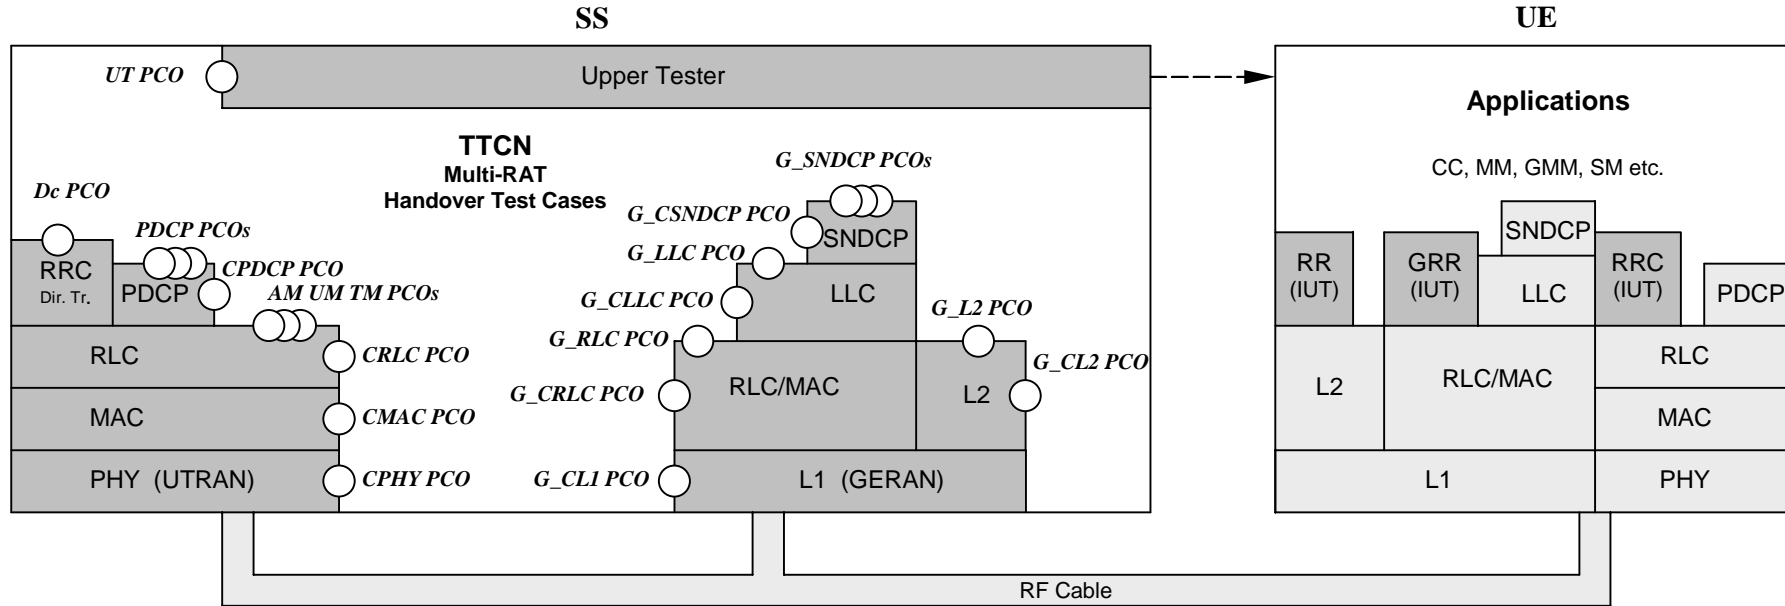 SS
UE
UT PCO
Upper Tester
Applications
TTCN
Multi-RAT
Handover Test Cases
G_SNDCP PCOs
CC, MM, GMM, SM etc.
Dc PCO
PDCP PCOs
G_CSNDCP PCO
SNDCP
SNDCP
RRC
Dir. Tr.
PDCP
CPDCP PCO
AM UM TM PCOs
G_LLC PCO
G_CLLC PCO
LLC
RR
(IUT)
GRR
(IUT)
LLC
RRC
(IUT)
PDCP
G_RLC PCO
G_L2 PCO
RLC
CRLC PCO
G_CRLC PCO
RLC/MAC
L2
G_CL2 PCO
L2
RLC/MAC
RLC
MAC
CMAC PCO
MAC
PHY (UTRAN)
CPHY PCO
G_CL1 PCO
L1 (GERAN)
L1
PHY
RF Cable